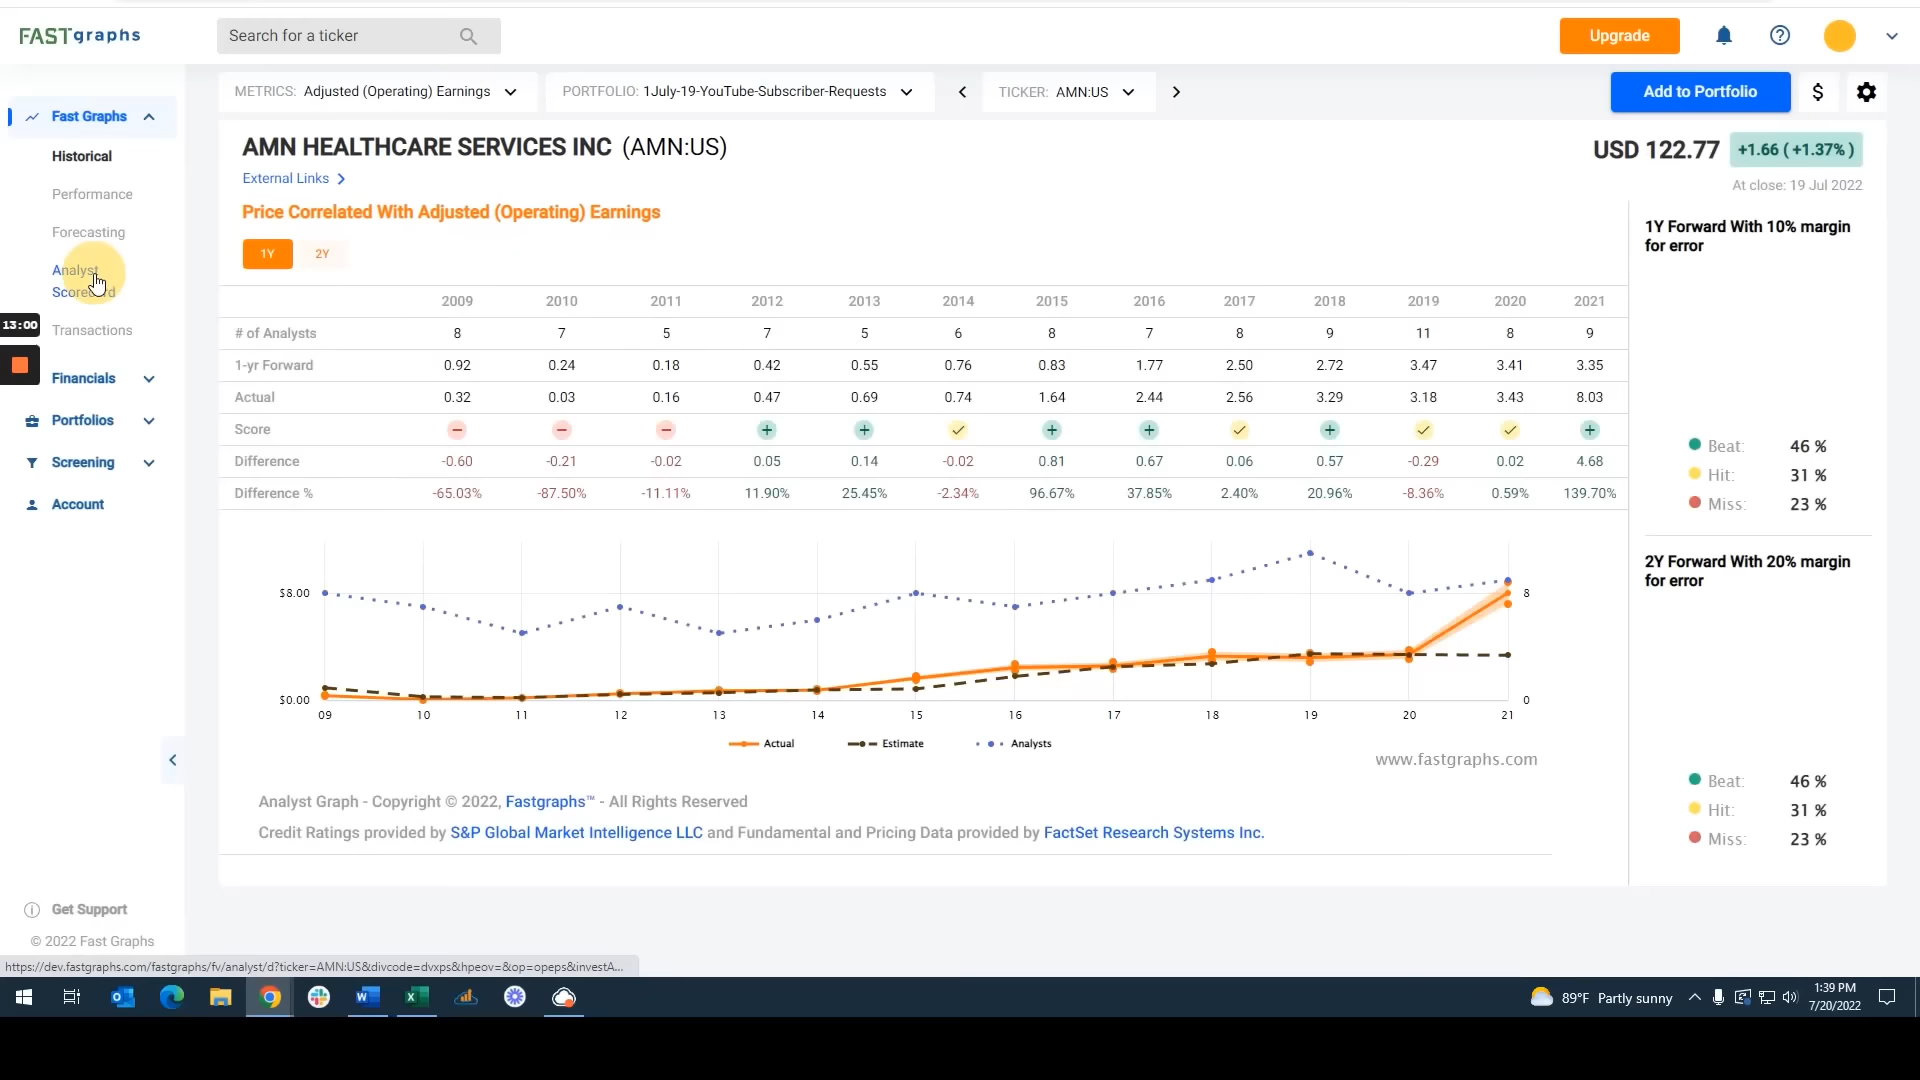 FASTgraphs
Search for a ticker
Upgrade
METRICS: Adjusted (Operating) Earnings
PORTFOLIO: 1July-19-YouTube-Subscriber-Requests
TICKER: AMN:US
Add to Portfolio
$
Fast Graphs
Historical
Performance
Forecasting
Analyst
Transactions
Financials
Portfolios
Screening
Account
13:00
AMN HEALTHCARE SERVICES INC (AMN:US)
External Links
USD 122.77 +1.66 ( +1.37% )
At close: 19 Jul 2022
Price Correlated With Adjusted (Operating) Earnings
1Y 2Y
2009 2010 2011 2012 2013 2014 2015 2016 2017 2018 2019 2020 2021
# of Analysts 8 7 5 7 5 6 8 7 8 9 11 8 9
1-yr Forward 0.92 0.24 0.18 0.42 0.55 0.76 0.83 1.77 2.50 2.72 3.47 3.41 3.35
Actual 0.32 0.03 0.16 0.47 0.69 0.74 1.64 2.44 2.56 3.29 3.18 3.43 8.03
Score
Difference -0.60 -0.21 -0.02 0.05 0.14 -0.02 0.81 0.67 0.06 0.57 -0.29 0.02 4.68
Difference % -65.03% -87.50% -11.11% 11.90% 25.45% -2.34% 96.67% 37.85% 2.40% 20.96% -8.36% 0.59% 139.70%
$8.00 8
$0.00 0
09 10 11 12 13 14 15 16 17 18 19 20 21
Actual Estimate Analysts
www.fastgraphs.com
Analyst Graph - Copyright © 2022, Fastgraphs™ - All Rights Reserved
Credit Ratings provided by S&P Global Market Intelligence LLC and Fundamental and Pricing Data provided by FactSet Research Systems Inc.
1Y Forward With 10% margin
for error
Beat: 46 %
Hit: 31 %
Miss: 23 %
2Y Forward With 20% margin
for error
Beat: 46 %
Hit: 31 %
Miss: 23 %
Get Support
© 2022 Fast Graphs
https://dev.fastgraphs.com/fastgraphs/fv/analyst/d?ticker=AMN:US&divcode=dvxps&hpeov=&op=opeps&investA...
89°F Partly sunny
1:39 PM
7/20/2022